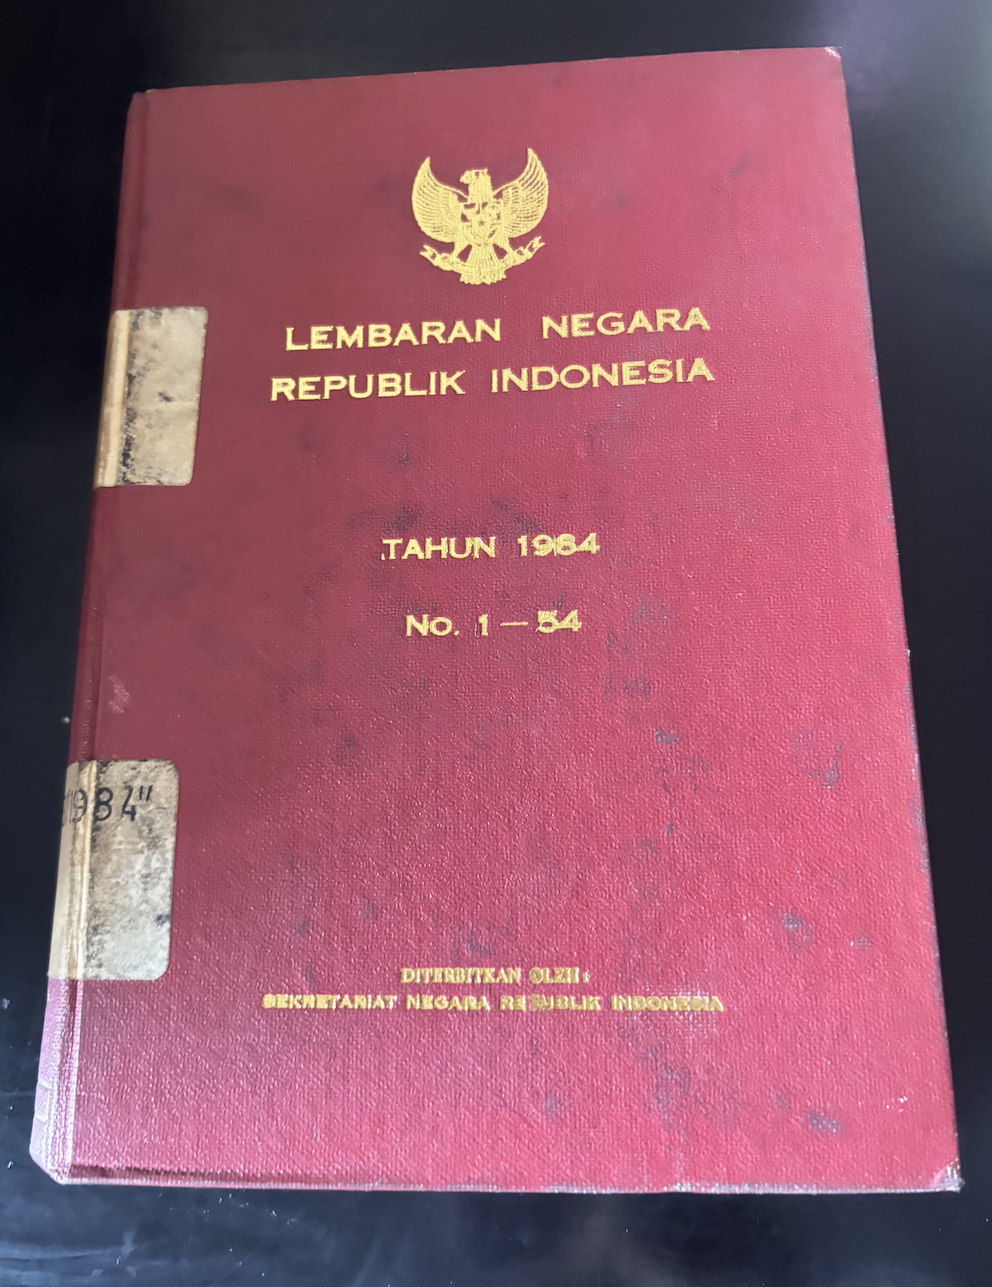 LEMBARAN NEGARA
REPUBLIK INDONESIA
TAHUN 1984
No. 1 — 54
1984"
DITERBITKAN OLEH :
SEKRETARIAT NEGARA REPUBLIK INDONESIA